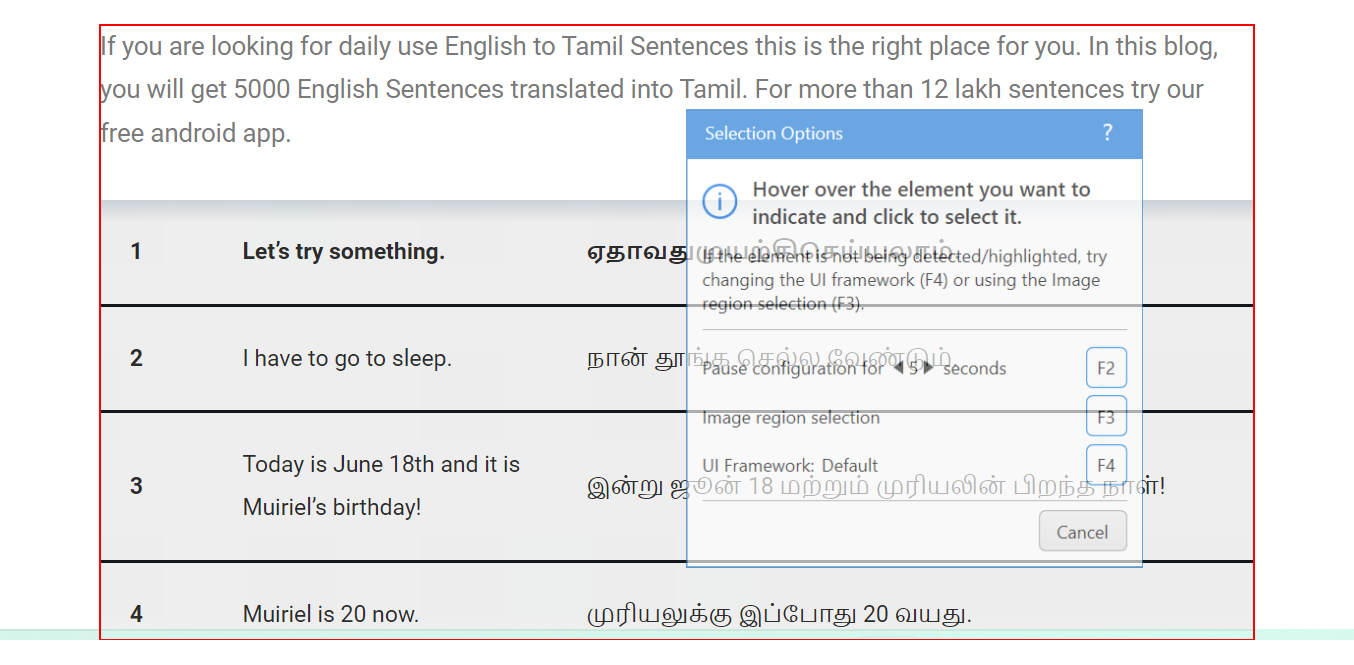 If you are looking for daily use English to Tamil Sentences this is the right place for you. In this blog,
you will get 5000 English Sentences translated into Tamil. For more than 12 lakh sentences try our
free android app.
Selection Options ?
Hover over the element you want to
indicate and click to select it.
If the element is not being detected/highlighted, try
changing the UI framework (F4) or using the Image
region selection (F3).
Pause configuration for 5 seconds F2
Image region selection F3
UI Framework: Default F4
Cancel
1 Let’s try something. ஏதாவது முயற்சி செய்யலாம்.
2 I have to go to sleep. நான் தூங்க செல்ல வேண்டும்.
3 Today is June 18th and it is
Muiriel’s birthday!
இன்று ஜூன் 18 மற்றும் முரியலின் பிறந்த நாள்!
4 Muiriel is 20 now. முரியலுக்கு இப்போது 20 வயது.